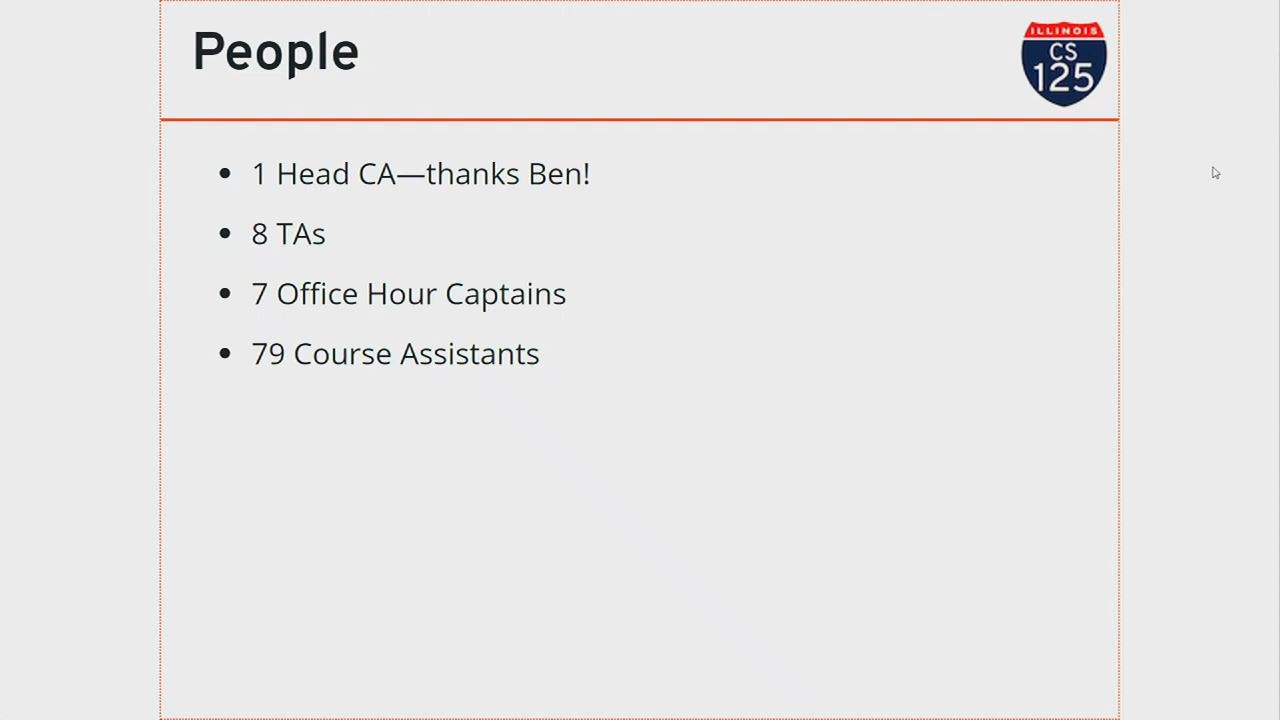 People
ILLINOIS
CS
125
1 Head CA—thanks Ben!
8 TAs
7 Office Hour Captains
79 Course Assistants